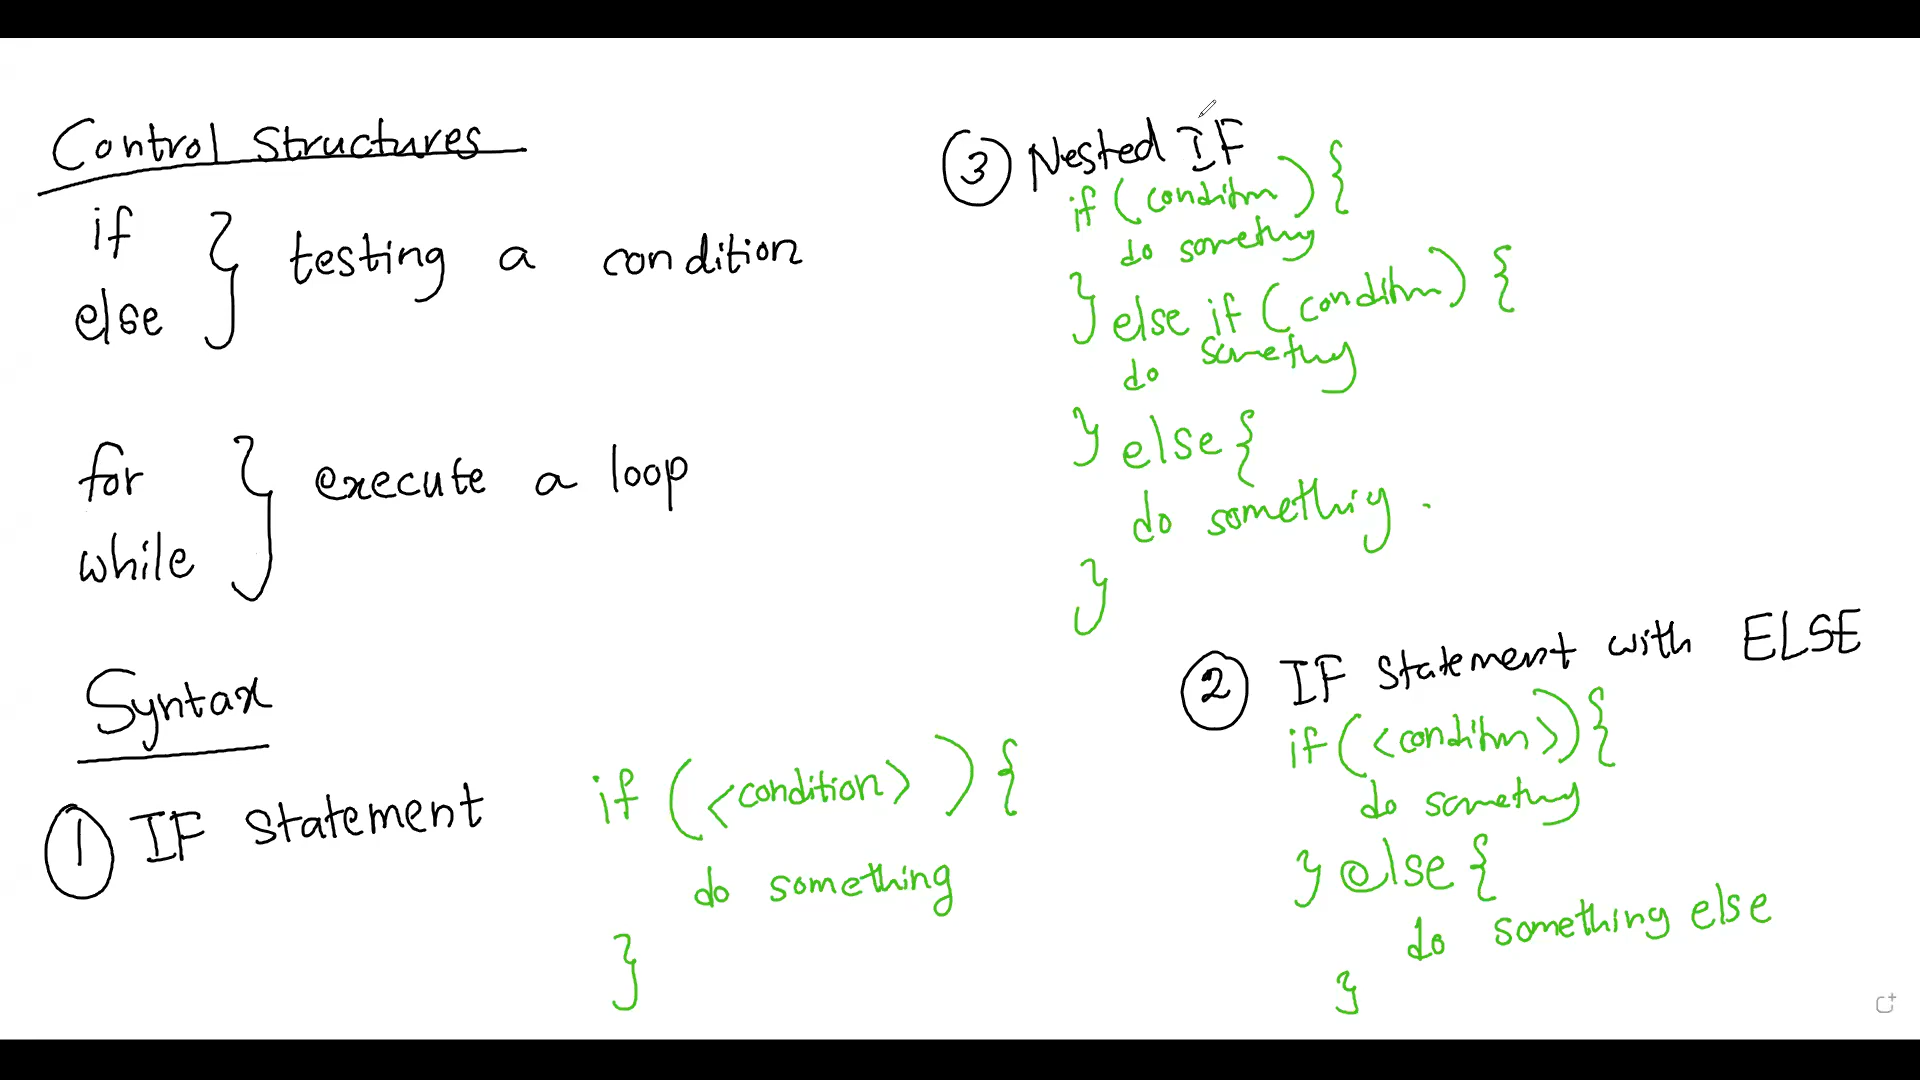 Control Structures
if
else
} testing a condition
for
while
} execute a loop
Syntax
① IF Statement
if (<condition>) {
do something
}
② IF Statement with ELSE
if (<condition>) {
do something
} else {
do something else
}
③ Nested IF
if (condition) {
do something
} else if (condition) {
do something
} else {
do something.
}